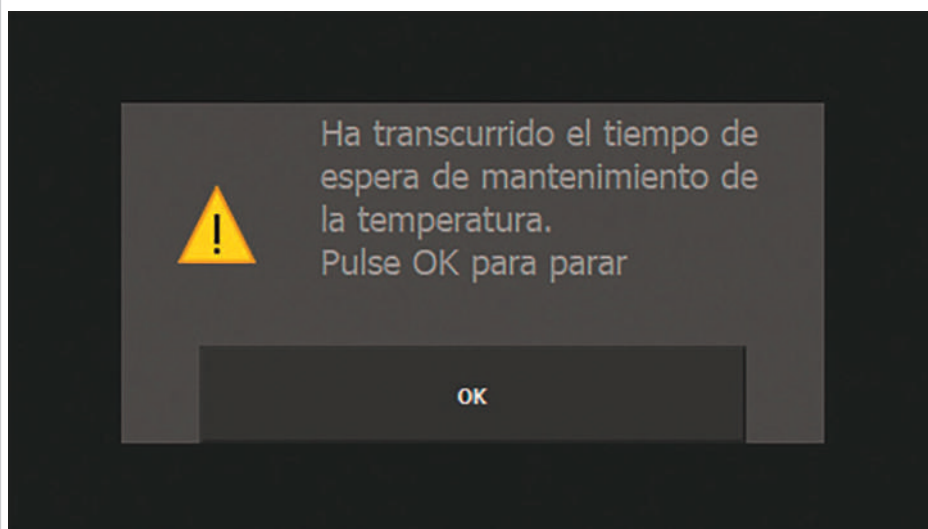 Ha transcurrido el tiempo de
espera de mantenimiento de
la temperatura.
Pulse OK para parar
OK